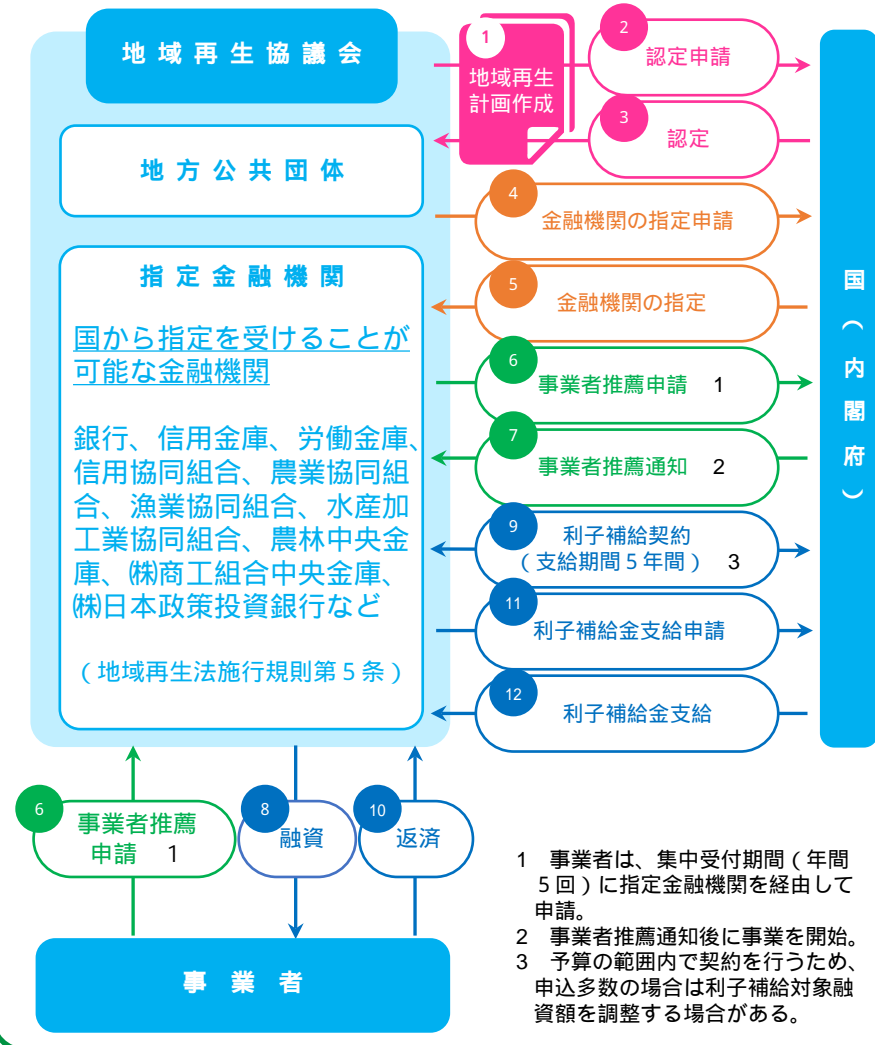 地域再生協議会
地方公共団体
指定金融機関
国から指定を受けることが
可能な金融機関
銀行、信用金庫、労働金庫、
信用協同組合、農業協同組
合、漁業協同組合、水産加
工業協同組合、農林中央金
庫、㈱商工組合中央金庫、
㈱日本政策投資銀行など
（地域再生法施行規則第５条）
1
地域再生
計画作成
2
認定申請
3
認定
4
金融機関の指定申請
5
金融機関の指定
6
事業者推薦申請　1
7
事業者推薦通知　2
9
利子補給契約
（支給期間５年間）　3
11
利子補給金支給申請
12
利子補給金支給
国（内閣府）
6
事業者推薦
申請　1
8
融資
10
返済
事業者
1　事業者は、集中受付期間（年間
５回）に指定金融機関を経由して
申請。
2　事業者推薦通知後に事業を開始。
3　予算の範囲内で契約を行うため、
申込多数の場合は利子補給対象融
資額を調整する場合がある。